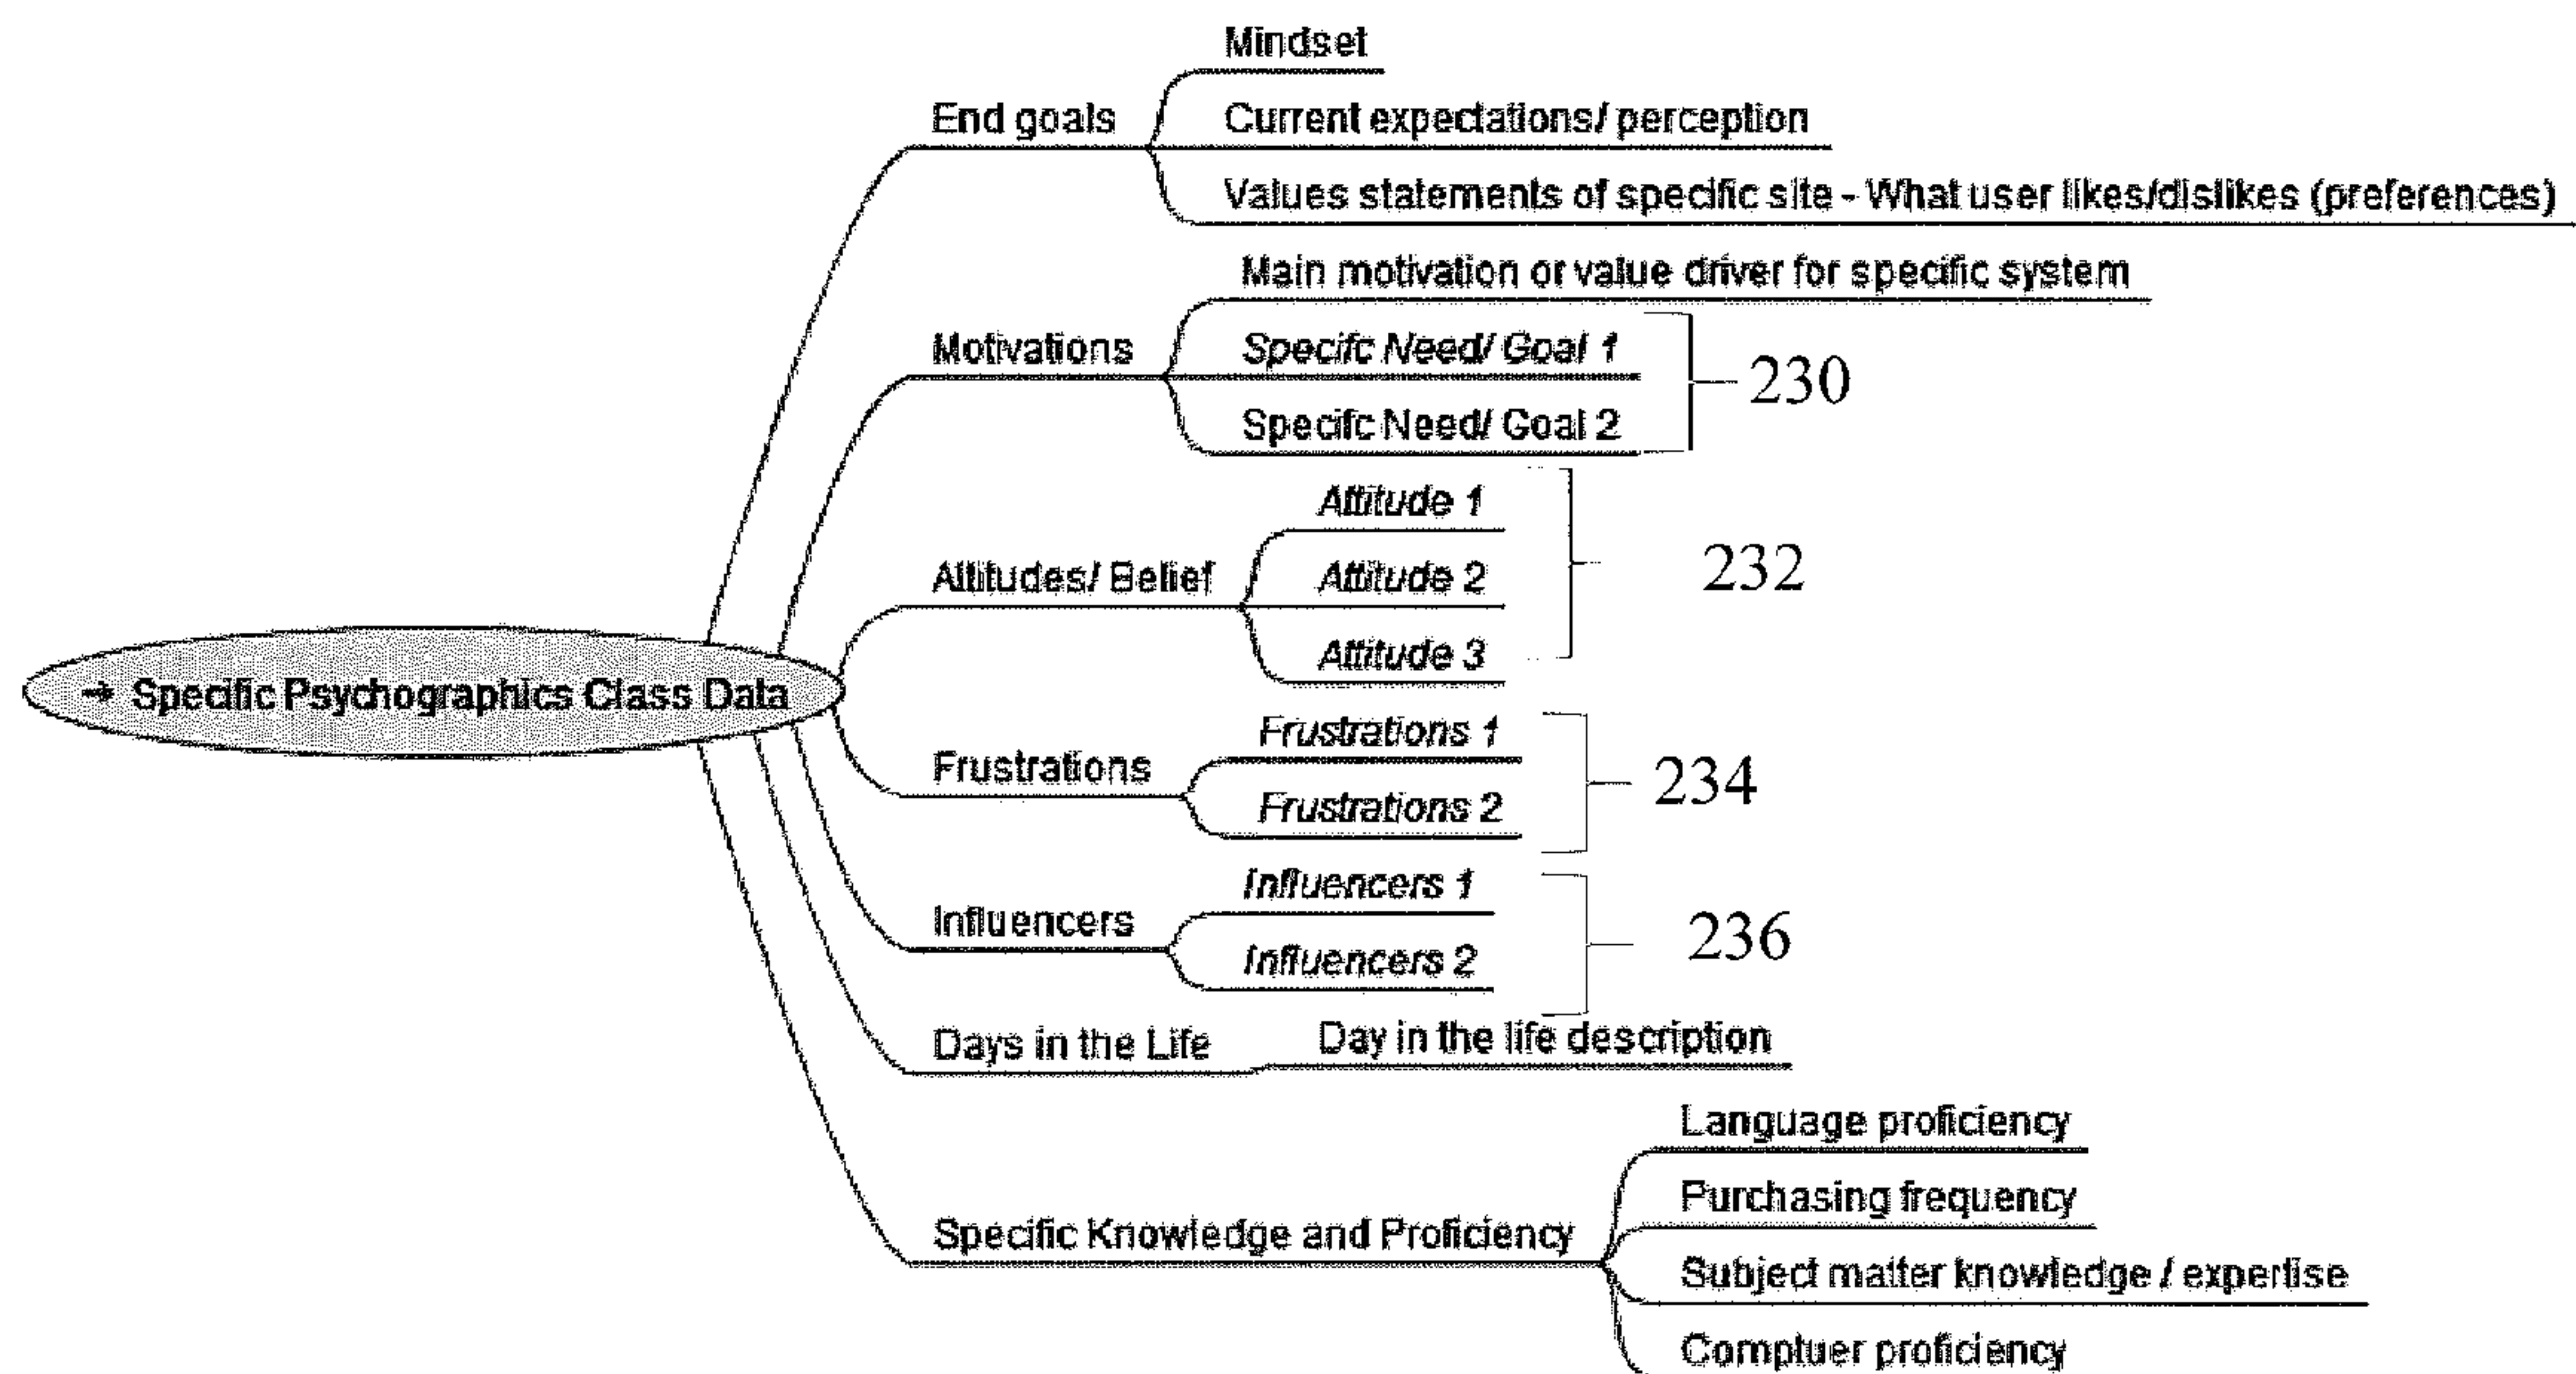 Mindset
End goals
Current expectations/ perception
Values statements of specific site - What user likes/dislikes (preferences)
Main motivation or value driver for specific system
Motivations
Specifc Need/ Goal 1
230
Specifc Need/ Goal 2
Attitude 1
Attitudes/ Belief
Attitude 2
232
Attitude 3
➔ Specific Psychographics Class Data
Frustrations 1
Frustrations
234
Frustrations 2
Influencers 1
Influencers
236
Influencers 2
Days in the Life
Day in the life description
Language proficiency
Purchasing frequency
Specific Knowledge and Proficiency
Subject matter knowledge / expertise
Comptuer proficiency